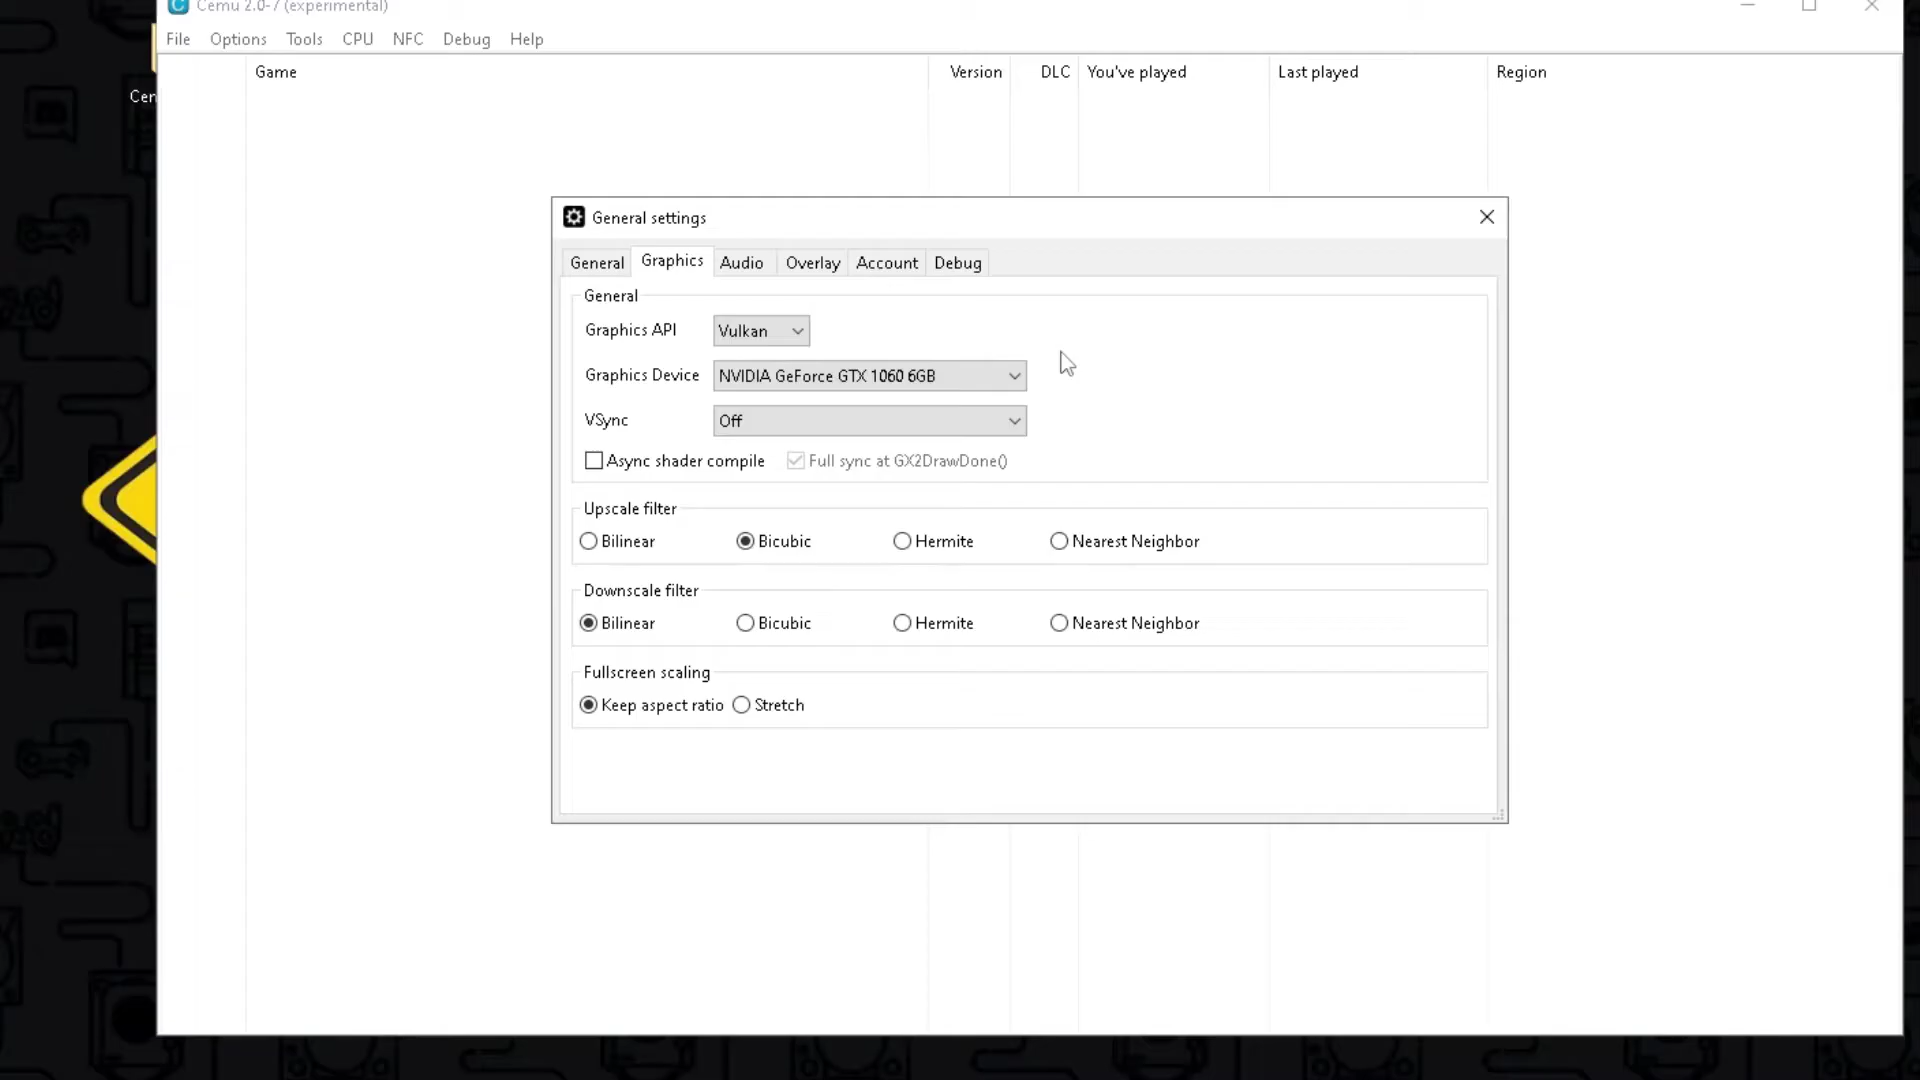 Cemu 2.0-7 (experimental)
File Options Tools CPU NFC Debug Help
Game Version DLC You've played Last played Region
Cen
General settings
General Graphics Audio Overlay Account Debug
General
Graphics API Vulkan
Graphics Device NVIDIA GeForce GTX 1060 6GB
VSync Off
Async shader compile Full sync at GX2DrawDone()
Upscale filter
Bilinear Bicubic Hermite Nearest Neighbor
Downscale filter
Bilinear Bicubic Hermite Nearest Neighbor
Fullscreen scaling
Keep aspect ratio Stretch